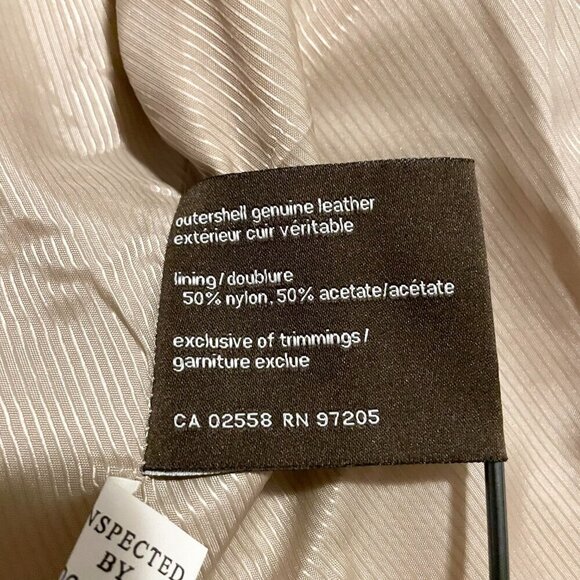 outershell genuine leather
extérieur cuir véritable
lining/doublure
50% nylon, 50% acetate/acétate
exclusive of trimmings/
garniture exclue
CA 02558 RN 97205
NSPECTED
BY